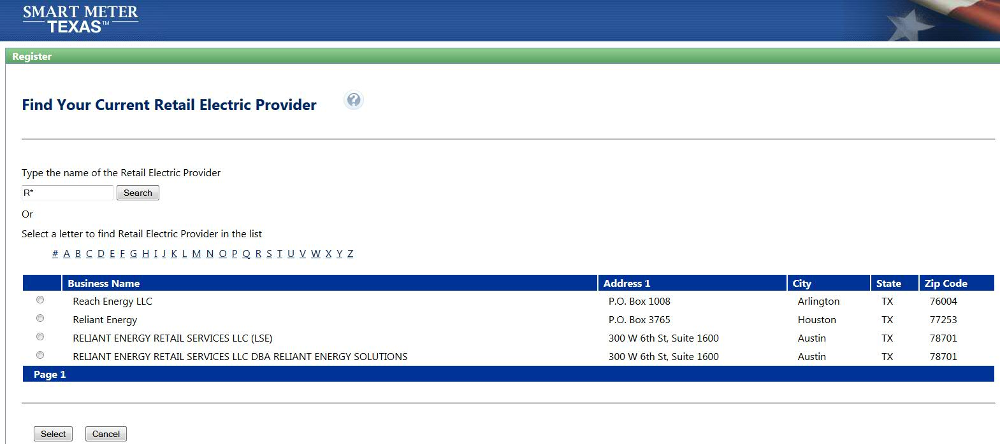 SMART METER
TEXAS™
Register
Find Your Current Retail Electric Provider ?
Type the name of the Retail Electric Provider
R* Search
Or
Select a letter to find Retail Electric Provider in the list
# A B C D E F G H I J K L M N O P Q R S T U V W X Y Z
Business Name Address 1 City State Zip Code
Reach Energy LLC P.O. Box 1008 Arlington TX 76004
Reliant Energy P.O. Box 3765 Houston TX 77253
RELIANT ENERGY RETAIL SERVICES LLC (LSE) 300 W 6th St, Suite 1600 Austin TX 78701
RELIANT ENERGY RETAIL SERVICES LLC DBA RELIANT ENERGY SOLUTIONS 300 W 6th St, Suite 1600 Austin TX 78701
Page 1
Select Cancel